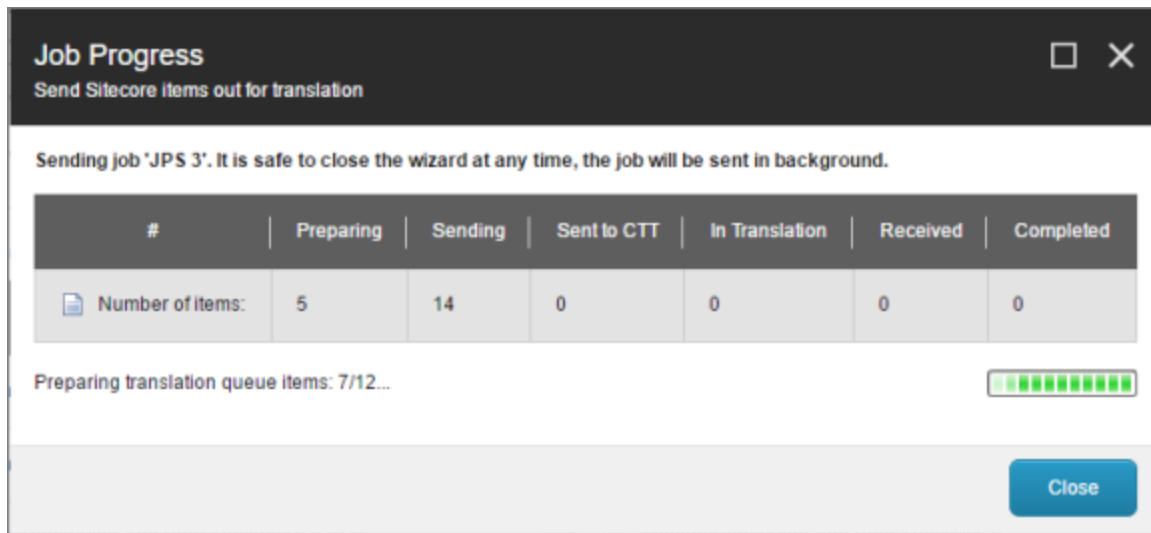 Job Progress
Send Sitecore items out for translation
Sending job 'JPS 3'. It is safe to close the wizard at any time, the job will be sent in background.
# Preparing Sending Sent to CTT In Translation Received Completed
Number of items: 5 14 0 0 0 0
Preparing translation queue items: 7/12...
Close